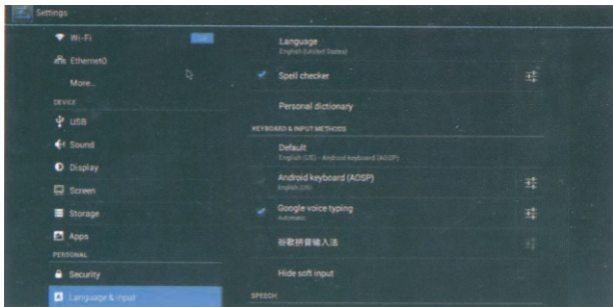 Settings
Wi-Fi
Ethernet0
More...
DEVICE
USB
Sound
Display
Screen
Storage
Apps
PERSONAL
Security
Language & input
Language
English (United States)
Spell checker
Personal dictionary
KEYBOARD & INPUT METHODS
Default
English (US) - Android keyboard (AOSP)
Android keyboard (AOSP)
English (US)
Google voice typing
Automatic
谷歌拼音输入法
Hide soft input
SPEECH